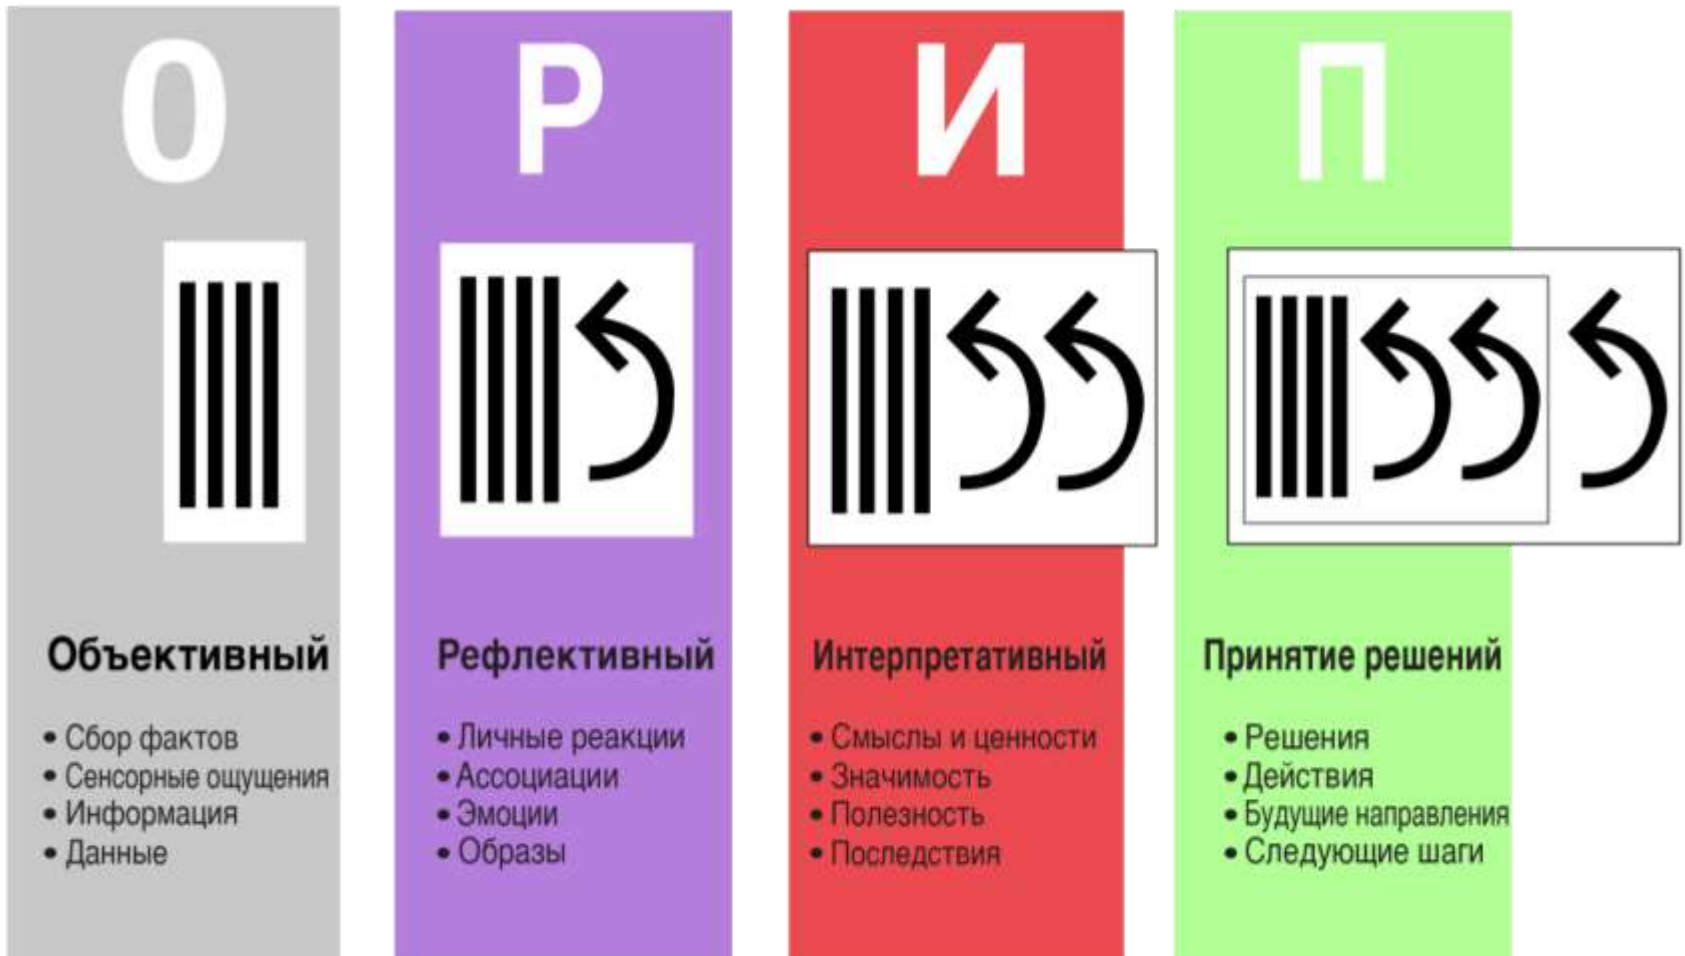 О
Объективный
• Сбор фактов
• Сенсорные ощущения
• Информация
• Данные
Р
Рефлективный
• Личные реакции
• Ассоциации
• Эмоции
• Образы
И
Интерпретативный
• Смыслы и ценности
• Значимость
• Полезность
• Последствия
П
Принятие решений
• Решения
• Действия
• Будущие направления
• Следующие шаги